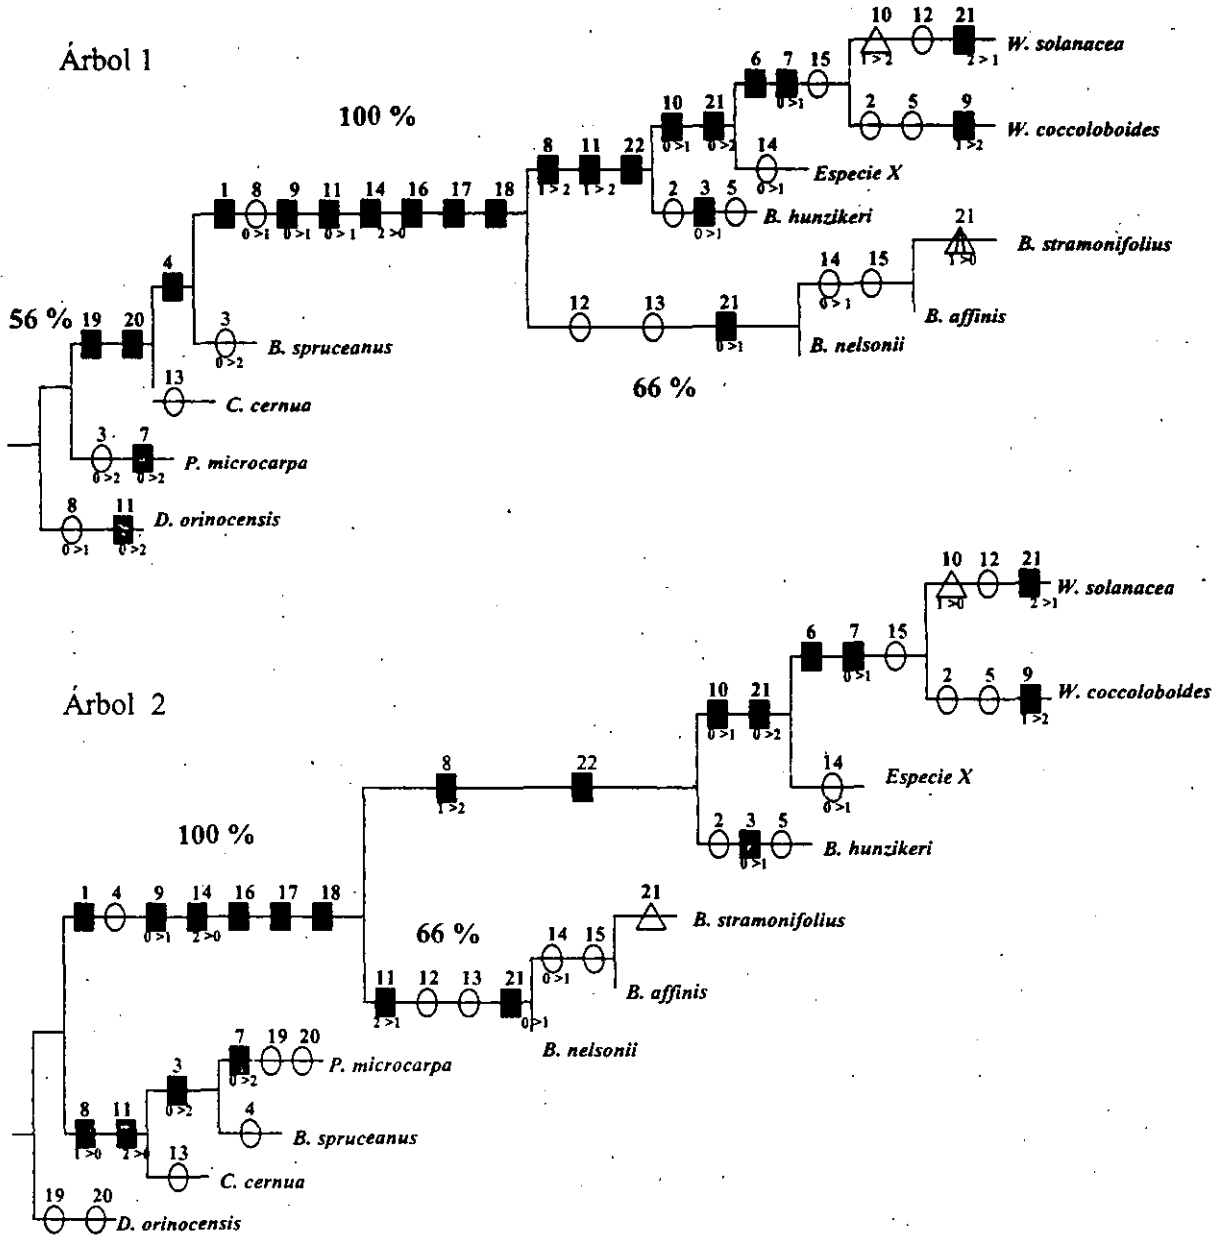 10 12 21
Árbol 1
1 >2 2 >1 W. solanacea
6 7 15
100 %
0 >1 2 5 9
10 21 1 >2 W. coccoloboides
0 >1 0 >2 14
8 11 22 0 >1 Especie X
1 >2 1 >2 2 3 5
1 8 9 11 14 16 17 18 0 >1 B. hunzikeri
0 >1 0 >1 0 >1 2 >0 21
1 >0 B. stramonifolius
14 15
4 0 >1
12 13 21 B. affinis
56 % 19 20 3 0 >1
0 >2 B. spruceanus B. nelsonii
13 66 %
C. cernua
3 7
0 >2 0 >2 P. microcarpa
8 11 D. orinocensis
0 >1 0 >2
10 12 21
1 >0 2 >1 W. solanacea
6 7 15
0 >1 2 5 9
Árbol 2 1 >2 W. coccoloboides
10 21
0 >1 0 >2 14
8 22 0 >1 Especie X
1 >2
100 % 2 3 5
0 >1 B. hunzikeri
1 4 9 14 16 17 18 21
0 >1 2 >0 B. stramonifolius
66 % 14 15
0 >1
11 12 13 21 B. affinis
2 >1 0 >1
7 19 20 B. nelsonii
3 0 >2 P. microcarpa
0 >2 4
8 11 B. spruceanus
1 >0 2 >0 13
C. cernua
19 20
D. orinocensis